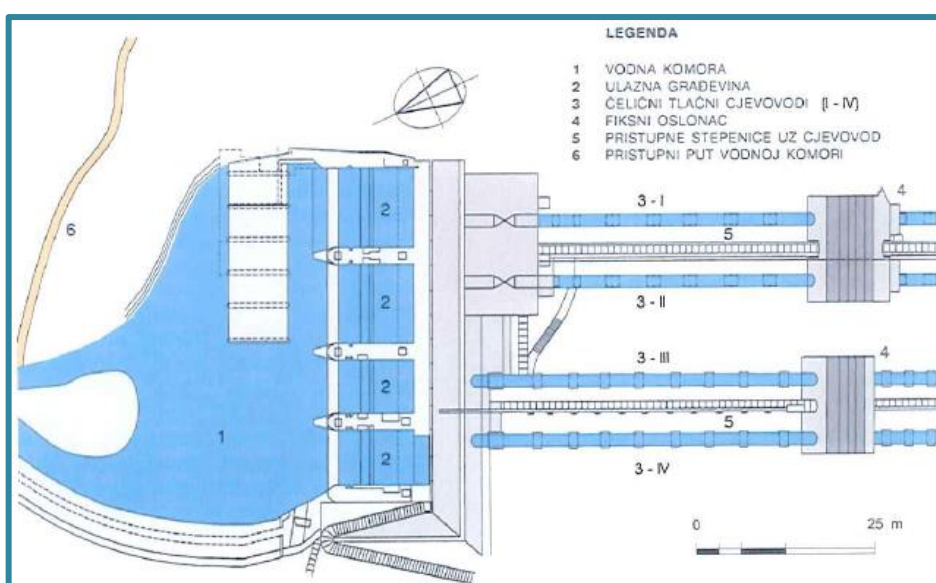 LEGENDA
1 VODNA KOMORA
2 ULAZNA GRAĐEVINA
3 ČELIČNI TLAČNI CJEVOVODI (I - IV)
4 FIKSNI OSLONAC
5 PRISTUPNE STEPENICE UZ CJEVOVOD
6 PRISTUPNI PUT VODNOJ KOMORI
3 - I
4
2
5
6
3 - II
2
3 - III
4
2
5
1
2
3 - IV
0 25 m